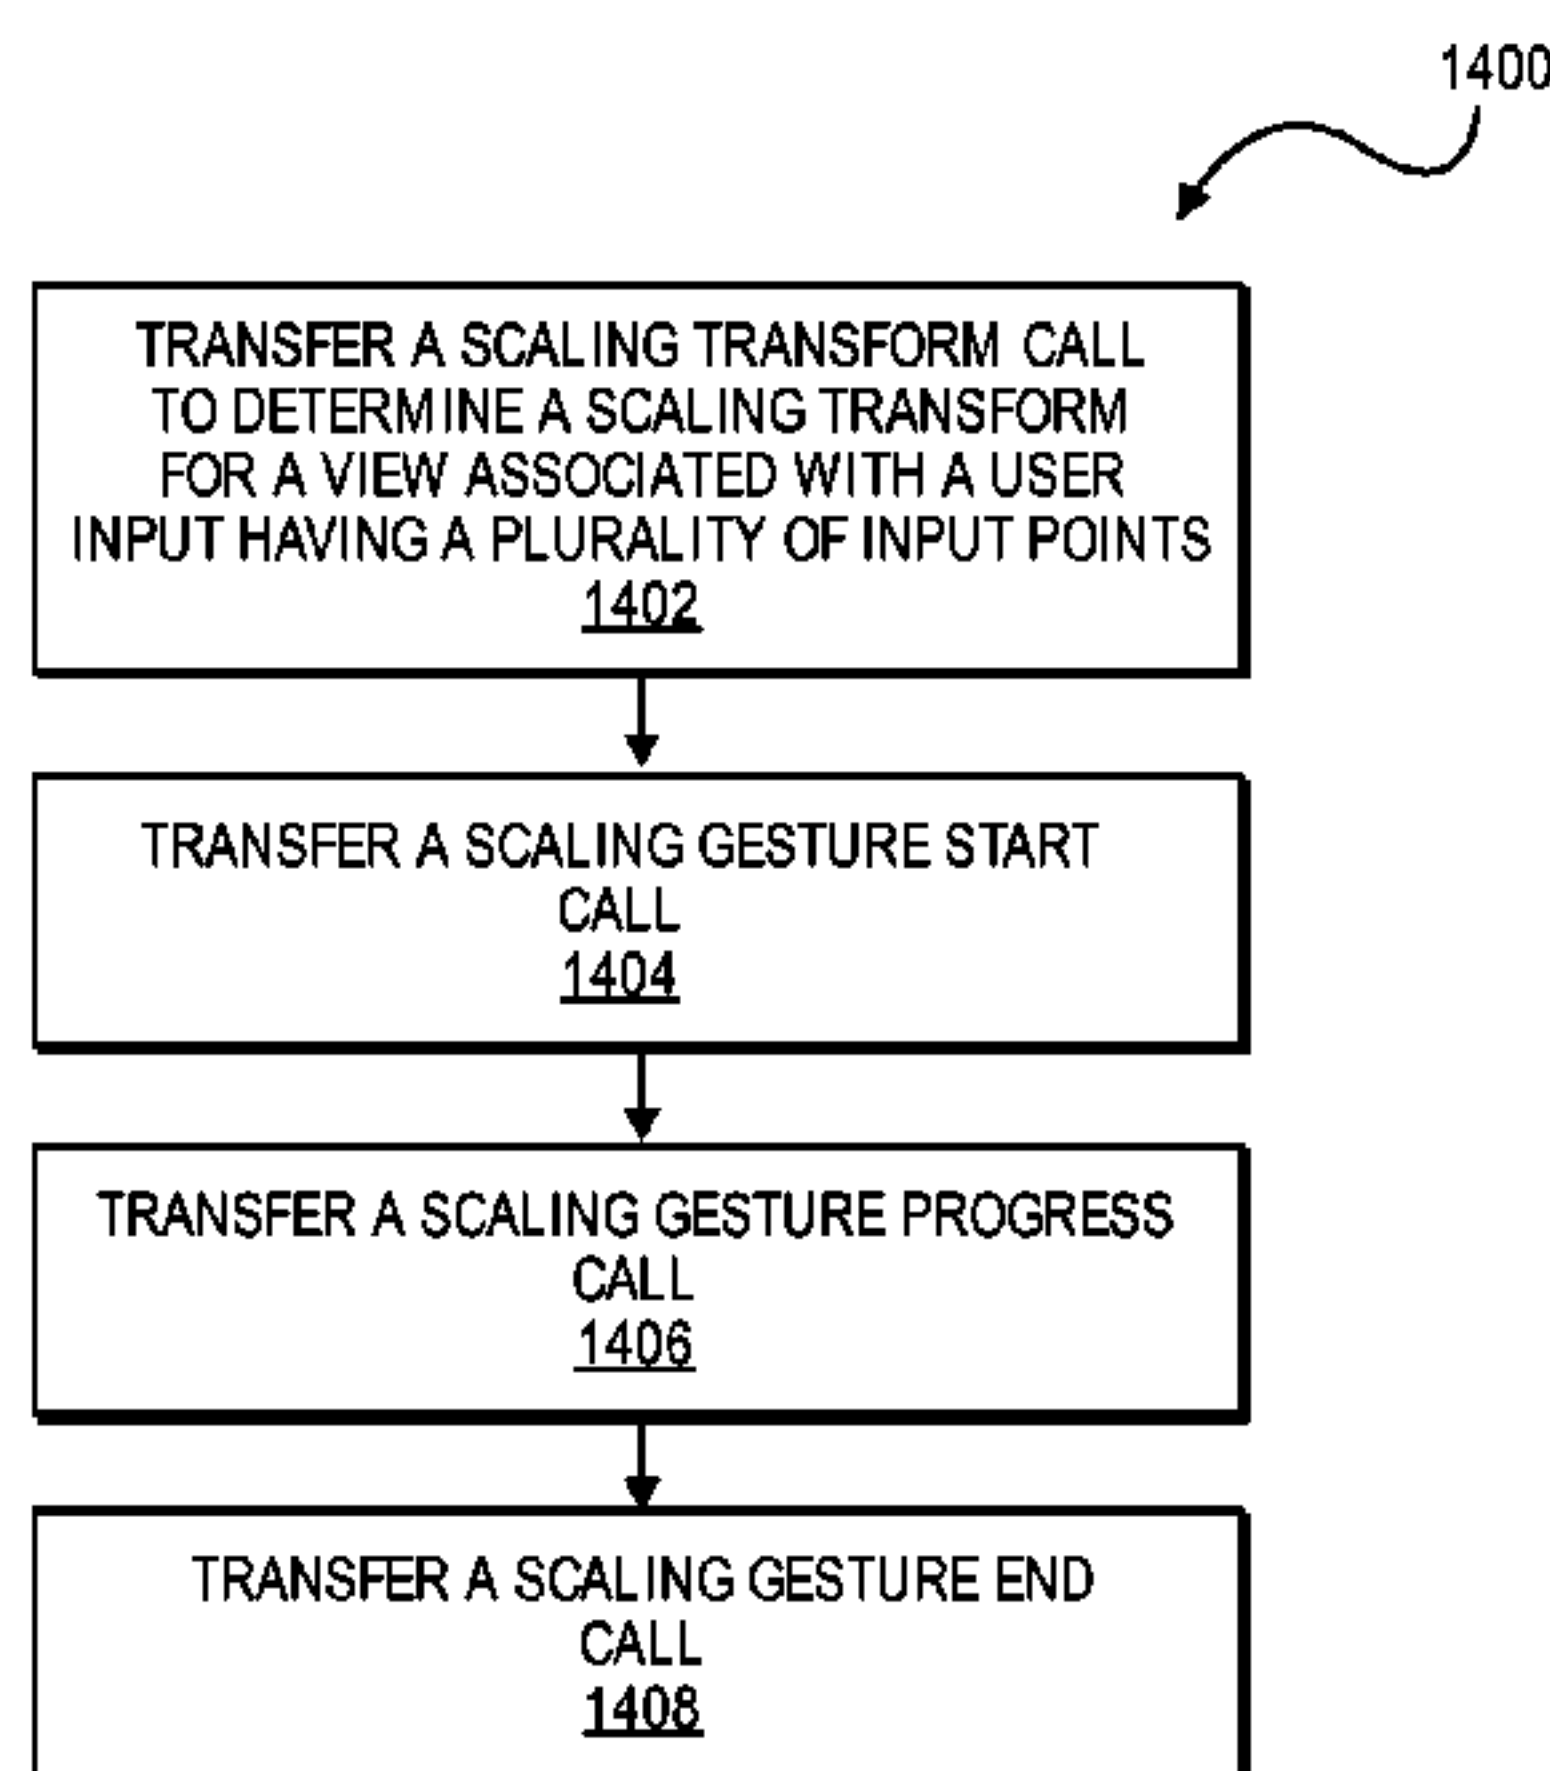 1400
TRANSFER A SCALING TRANSFORM CALL
TO DETERMINE A SCALING TRANSFORM
FOR A VIEW ASSOCIATED WITH A USER
INPUT HAVING A PLURALITY OF INPUT POINTS
1402
TRANSFER A SCALING GESTURE START
CALL
1404
TRANSFER A SCALING GESTURE PROGRESS
CALL
1406
TRANSFER A SCALING GESTURE END
CALL
1408